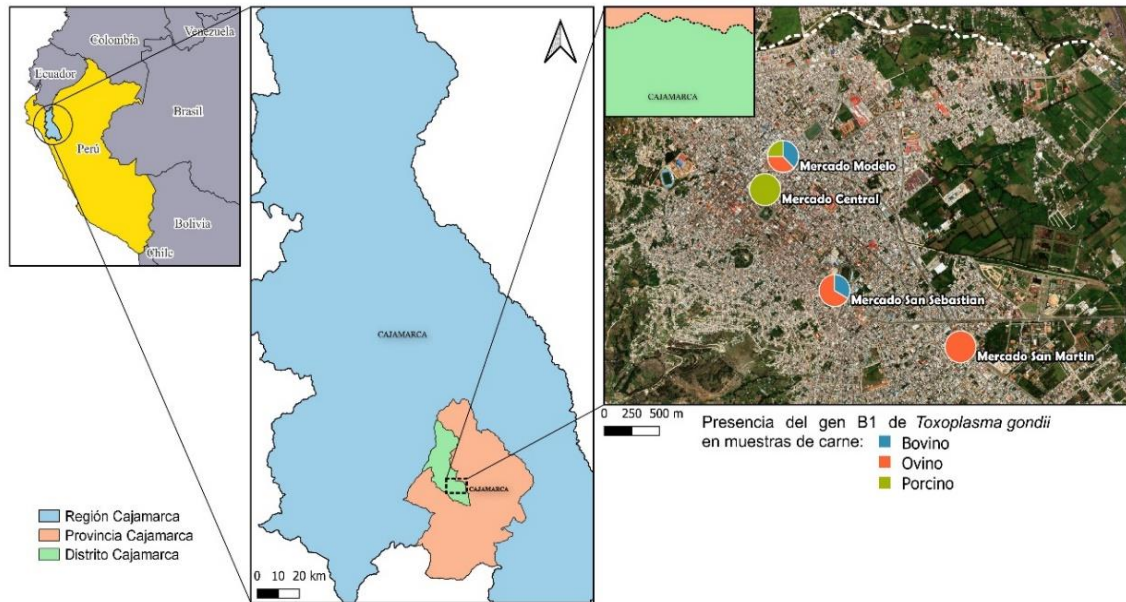 Colombia
Venezuela
Ecuador
Brasil
Perú
Bolivia
Chile
CAJAMARCA
CAJAMARCA
Región Cajamarca
Provincia Cajamarca
Distrito Cajamarca
0 10 20 km
CAJAMARCA
Mercado Modelo
Mercado Central
Mercado San Sebastian
Mercado San Martin
0 250 500 m
Presencia del gen B1 de Toxoplasma gondii
en muestras de carne:
Bovino
Ovino
Porcino